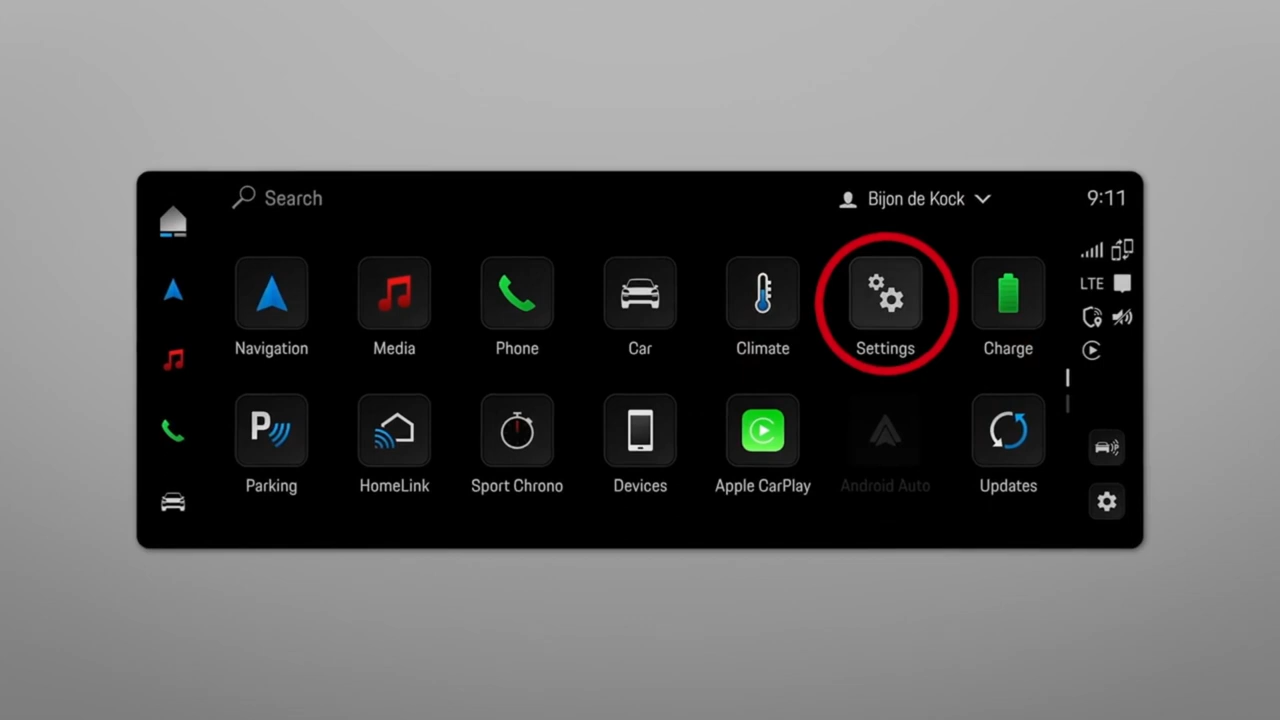 Search
Bijon de Kock
9:11
LTE
Navigation
Media
Phone
Car
Climate
Settings
Charge
P
Parking
HomeLink
Sport Chrono
Devices
Apple CarPlay
Android Auto
Updates